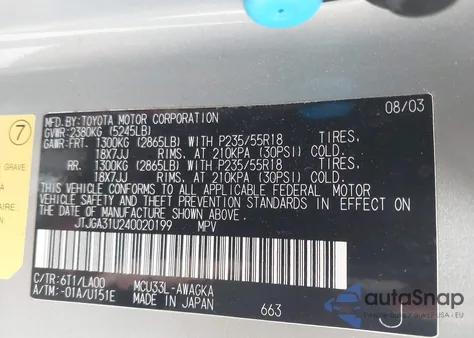 MFD.BY:TOYOTA MOTOR CORPORATION 08/03
GVWR:2380KG (5245LB)
GAWR:FRT. 1300KG (2865LB) WITH P235/55R18 TIRES,
18X7JJ RIMS, AT 210KPA (30PSI) COLD.
RR. 1300KG (2865LB) WITH P235/55R18 TIRES,
18X7JJ RIMS, AT 210KPA (30PSI) COLD.
THIS VEHICLE CONFORMS TO ALL APPLICABLE FEDERAL MOTOR
VEHICLE SAFETY AND THEFT PREVENTION STANDARDS IN EFFECT ON
THE DATE OF MANUFACTURE SHOWN ABOVE.
JTJGA31U240020199 MPV
C/TR:6T1/LA00 MCU33L-AWAGKA
A/TM:-01A/U151E MADE IN JAPAN 663
J
7
E GRAVE
AIRE
autoSnap